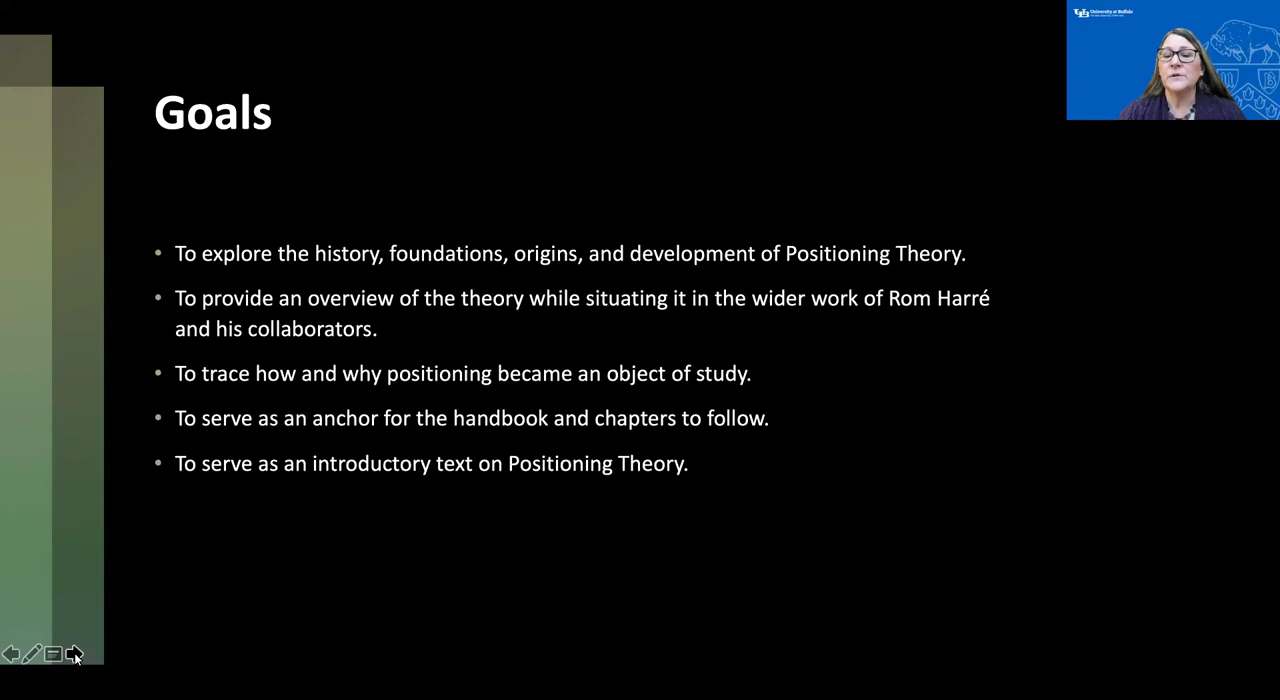 University at Buffalo
Goals
• To explore the history, foundations, origins, and development of Positioning Theory.
• To provide an overview of the theory while situating it in the wider work of Rom Harré
and his collaborators.
• To trace how and why positioning became an object of study.
• To serve as an anchor for the handbook and chapters to follow.
• To serve as an introductory text on Positioning Theory.